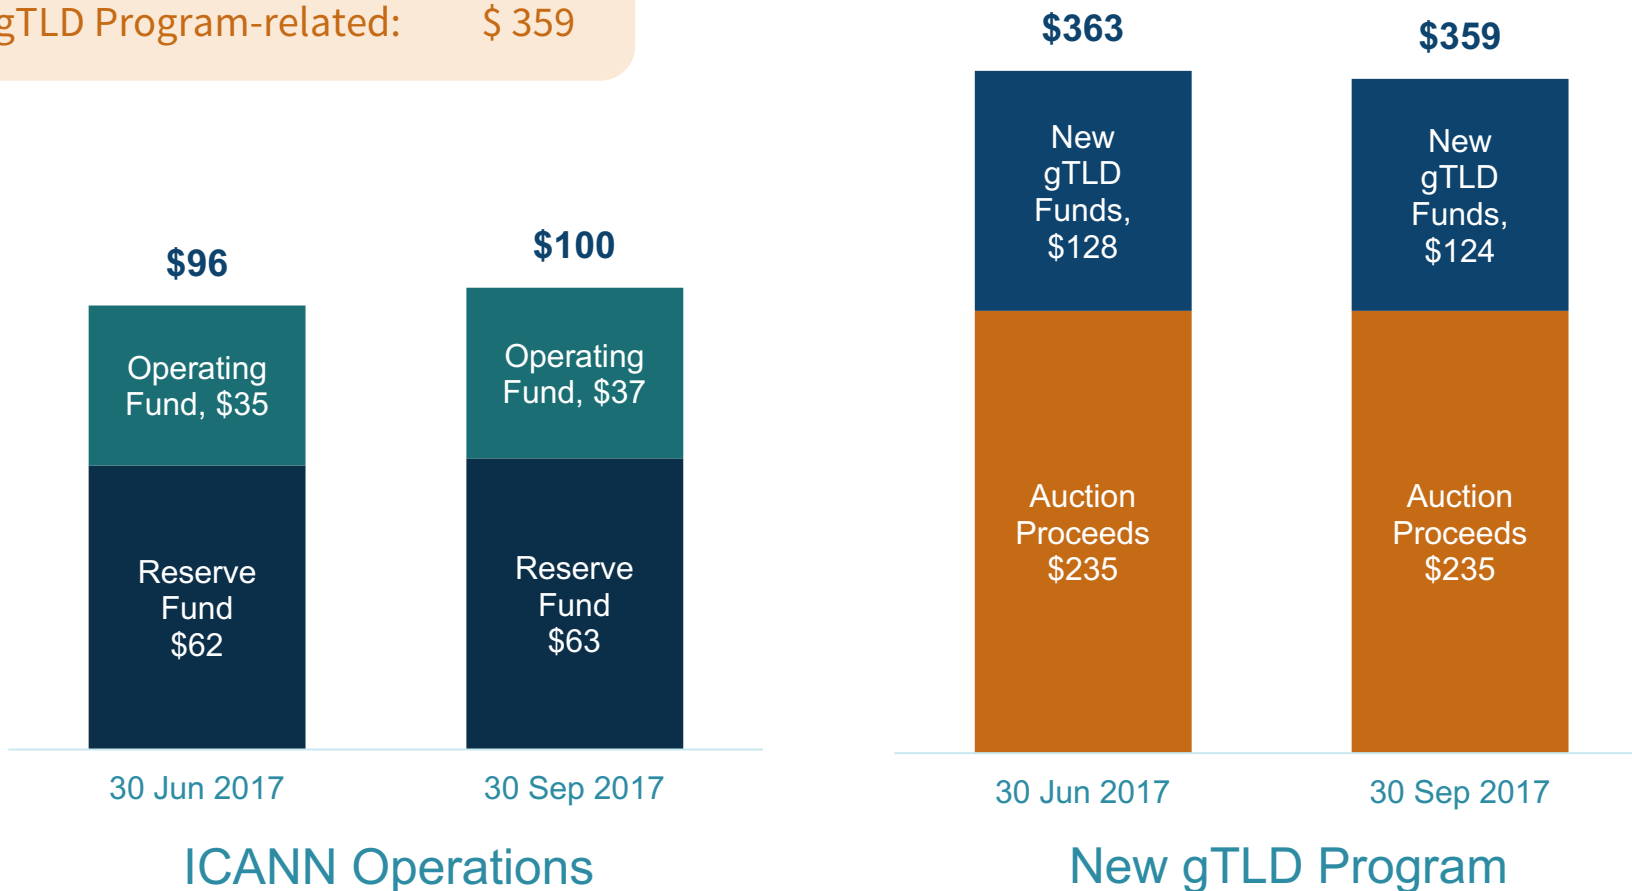 gTLD Program-related: $ 359
$96
Operating
Fund, $35
Reserve
Fund
$62
30 Jun 2017
$100
Operating
Fund, $37
Reserve
Fund
$63
30 Sep 2017
ICANN Operations
$363
New
gTLD
Funds,
$128
Auction
Proceeds
$235
30 Jun 2017
$359
New
gTLD
Funds,
$124
Auction
Proceeds
$235
30 Sep 2017
New gTLD Program